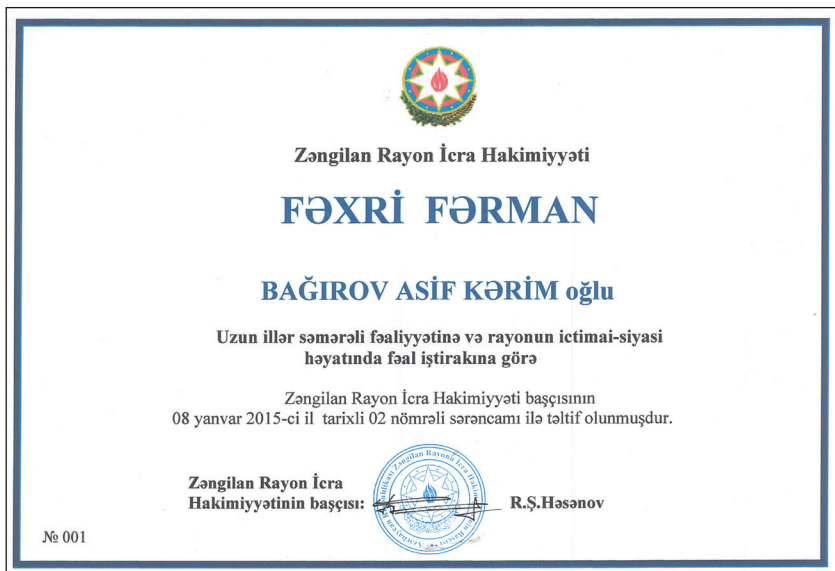 Zəngilan Rayon İcra Hakimiyyəti
FƏXRİ FƏRMAN
BAĞIROV ASİF KƏRİM oğlu
Uzun illər səmərəli fəaliyyətinə və rayonun ictimai-siyasi
həyatında fəal iştirakına görə
Zəngilan Rayon İcra Hakimiyyəti başçısının
08 yanvar 2015-ci il tarixli 02 nömrəli sərəncamı ilə təltif olunmuşdur.
Zəngilan Rayon İcra
Hakimiyyətinin başçısı:
R.Ş.Həsənov
№ 001